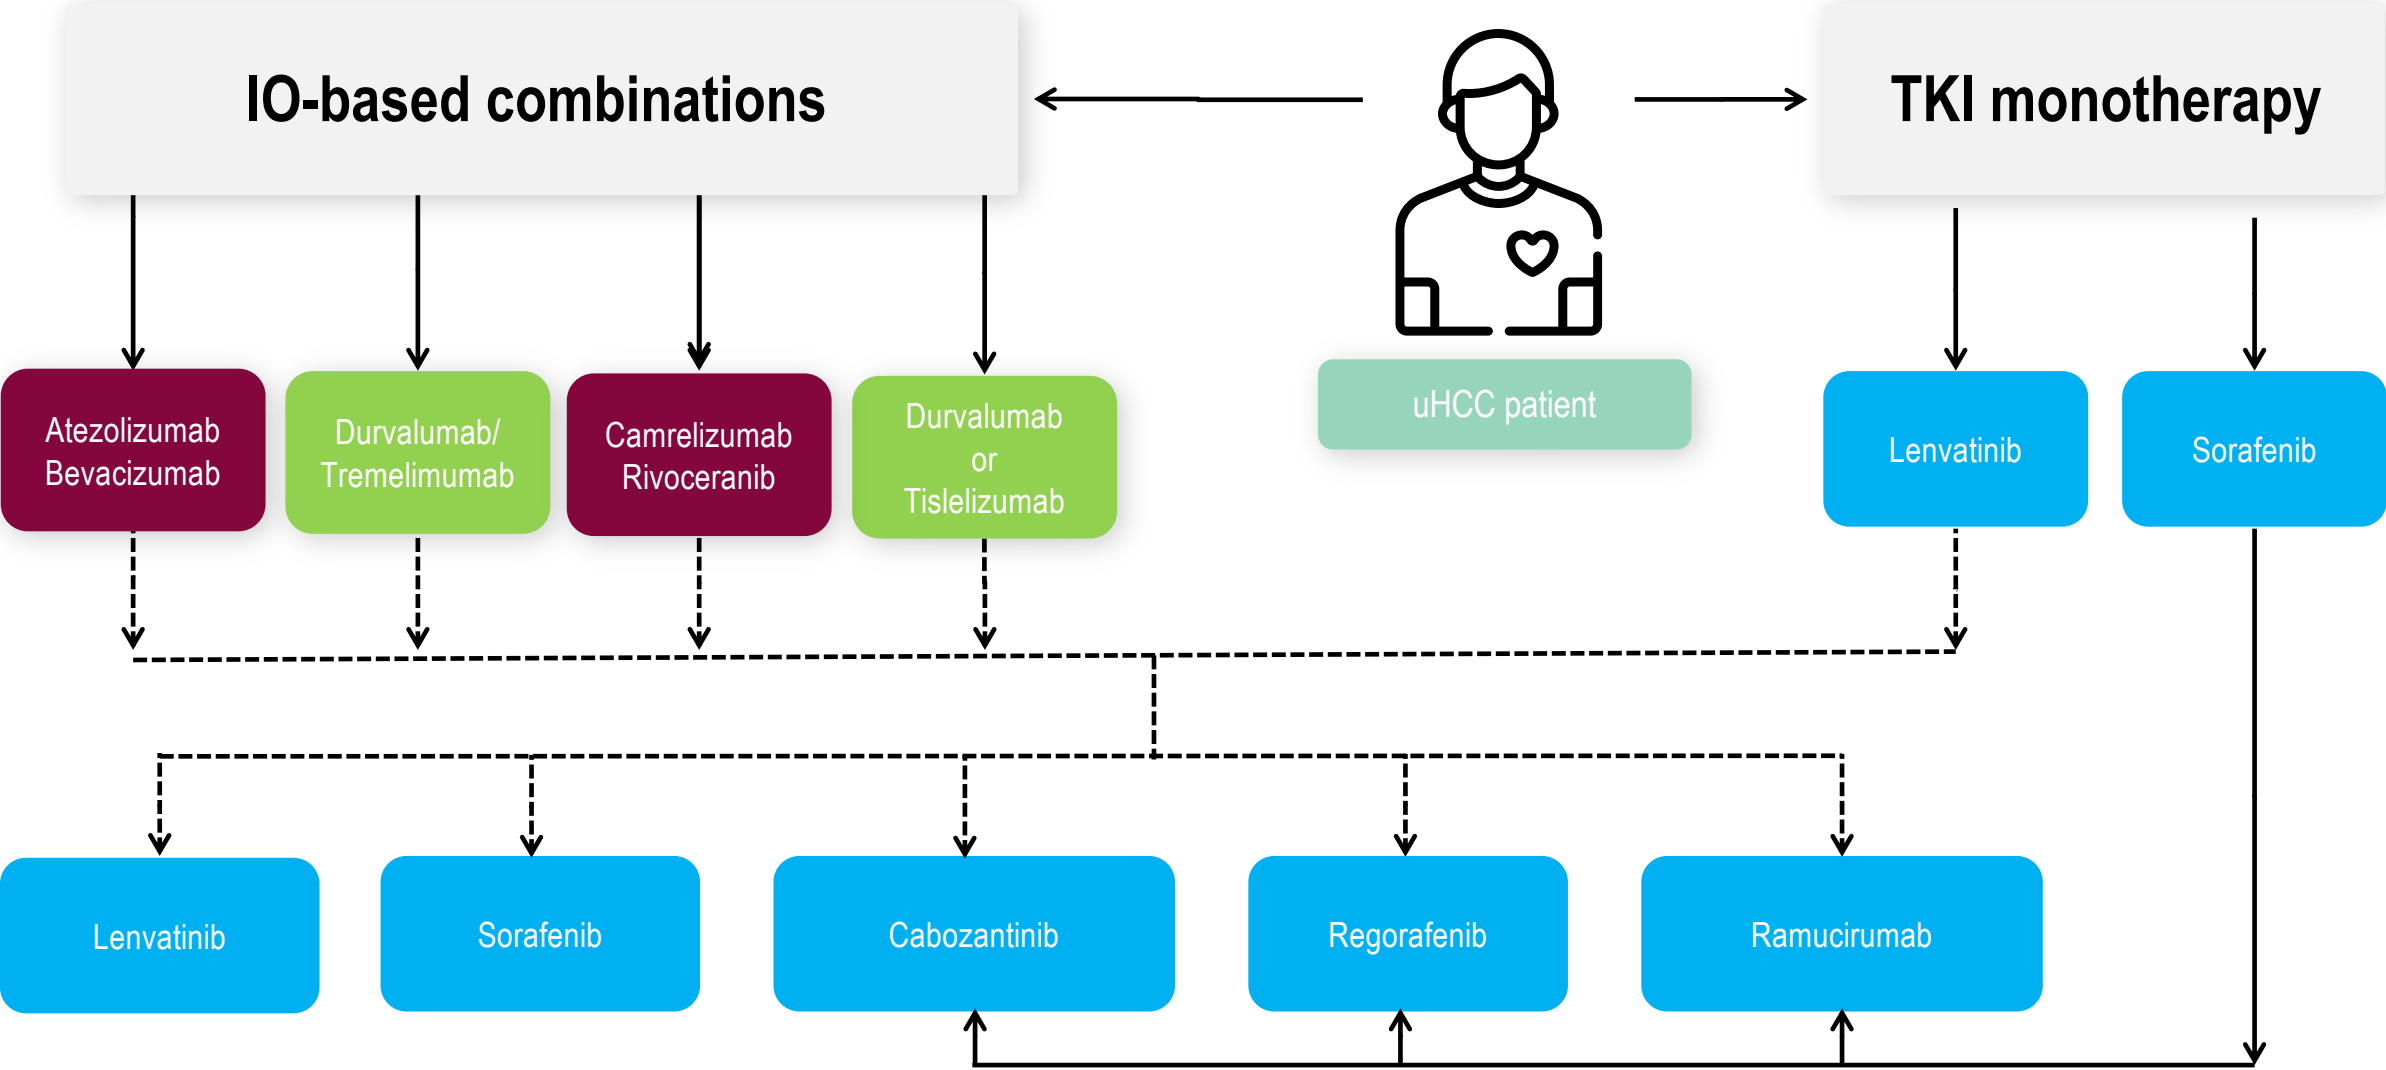 IO-based combinations
TKI monotherapy
Atezolizumab
Bevacizumab
Durvalumab/
Tremelimumab
Camrelizumab
Rivoceranib
Durvalumab
or
Tislelizumab
uHCC patient
Lenvatinib
Sorafenib
Lenvatinib
Sorafenib
Cabozantinib
Regorafenib
Ramucirumab